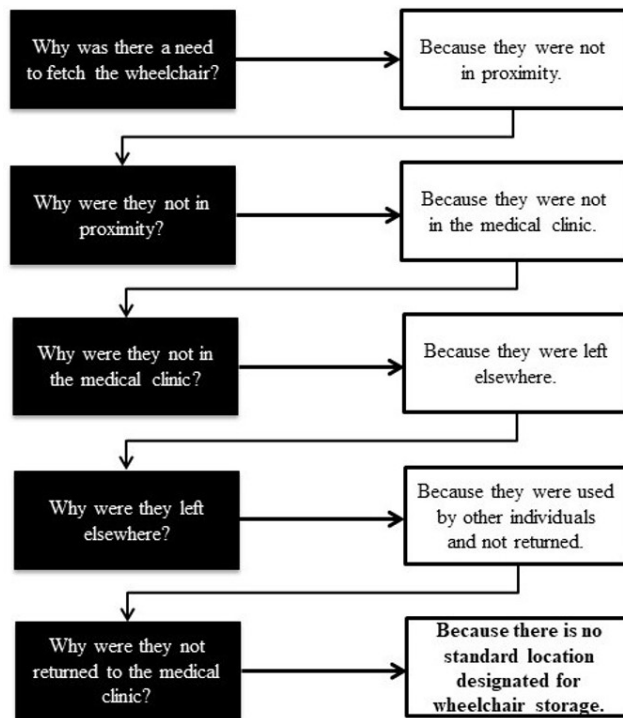 Why was there a need
to fetch the wheelchair?
Because they were not
in proximity.
Why were they not in
proximity?
Because they were not
in the medical clinic.
Why were they not in
the medical clinic?
Because they were left
elsewhere.
Why were they left
elsewhere?
Because they were used
by other individuals
and not returned.
Why were they not
returned to the medical
clinic?
Because there is no
standard location
designated for
wheelchair storage.